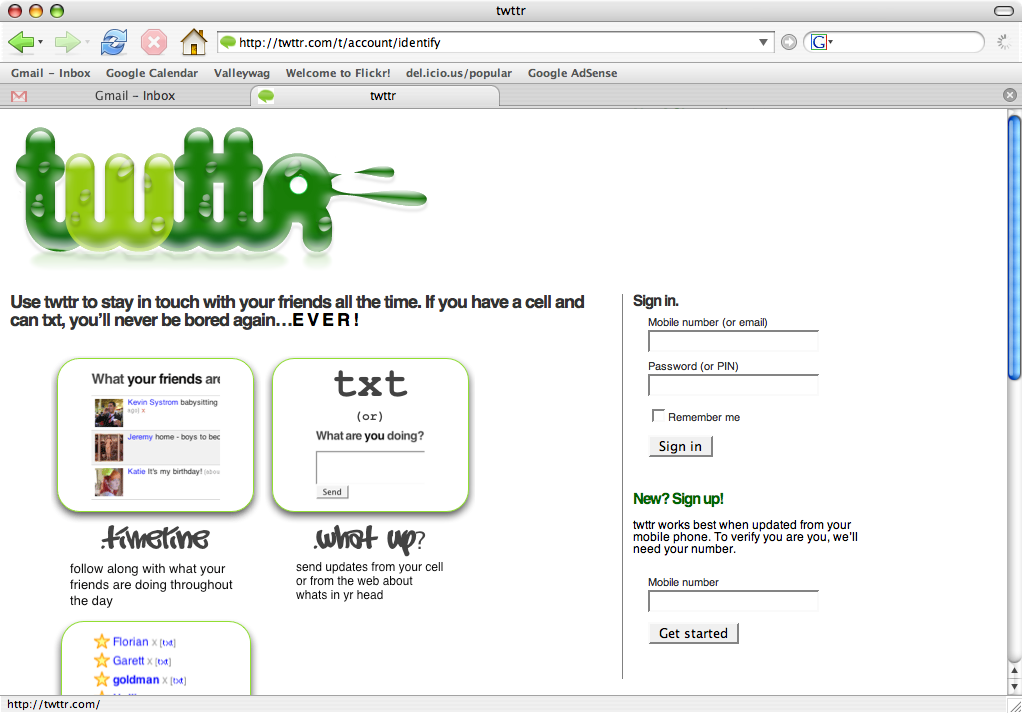 twttr
http://twttr.com/t/account/identify
G
Gmail - Inbox Google Calendar Valleywag Welcome to Flickr! del.icio.us/popular Google AdSense
Gmail - Inbox twttr
twttr
Use twttr to stay in touch with your friends all the time. If you have a cell and
can txt, you'll never be bored again...E V E R !
What your friends are
Kevin Systrom babysitting
ago) x
Jeremy home - boys to bed
Katie It's my birthday!
.timeline
follow along with what your
friends are doing throughout
the day
txt
(or)
What are you doing?
Send
.what up?
send updates from your cell
or from the web about
whats in yr head
Florian x [txt]
Garett x [txt]
goldman x [txt]
Sign in.
Mobile number (or email)
Password (or PIN)
Remember me
Sign in
New? Sign up!
twttr works best when updated from your
mobile phone. To verify you are you, we'll
need your number.
Mobile number
Get started
http://twttr.com/